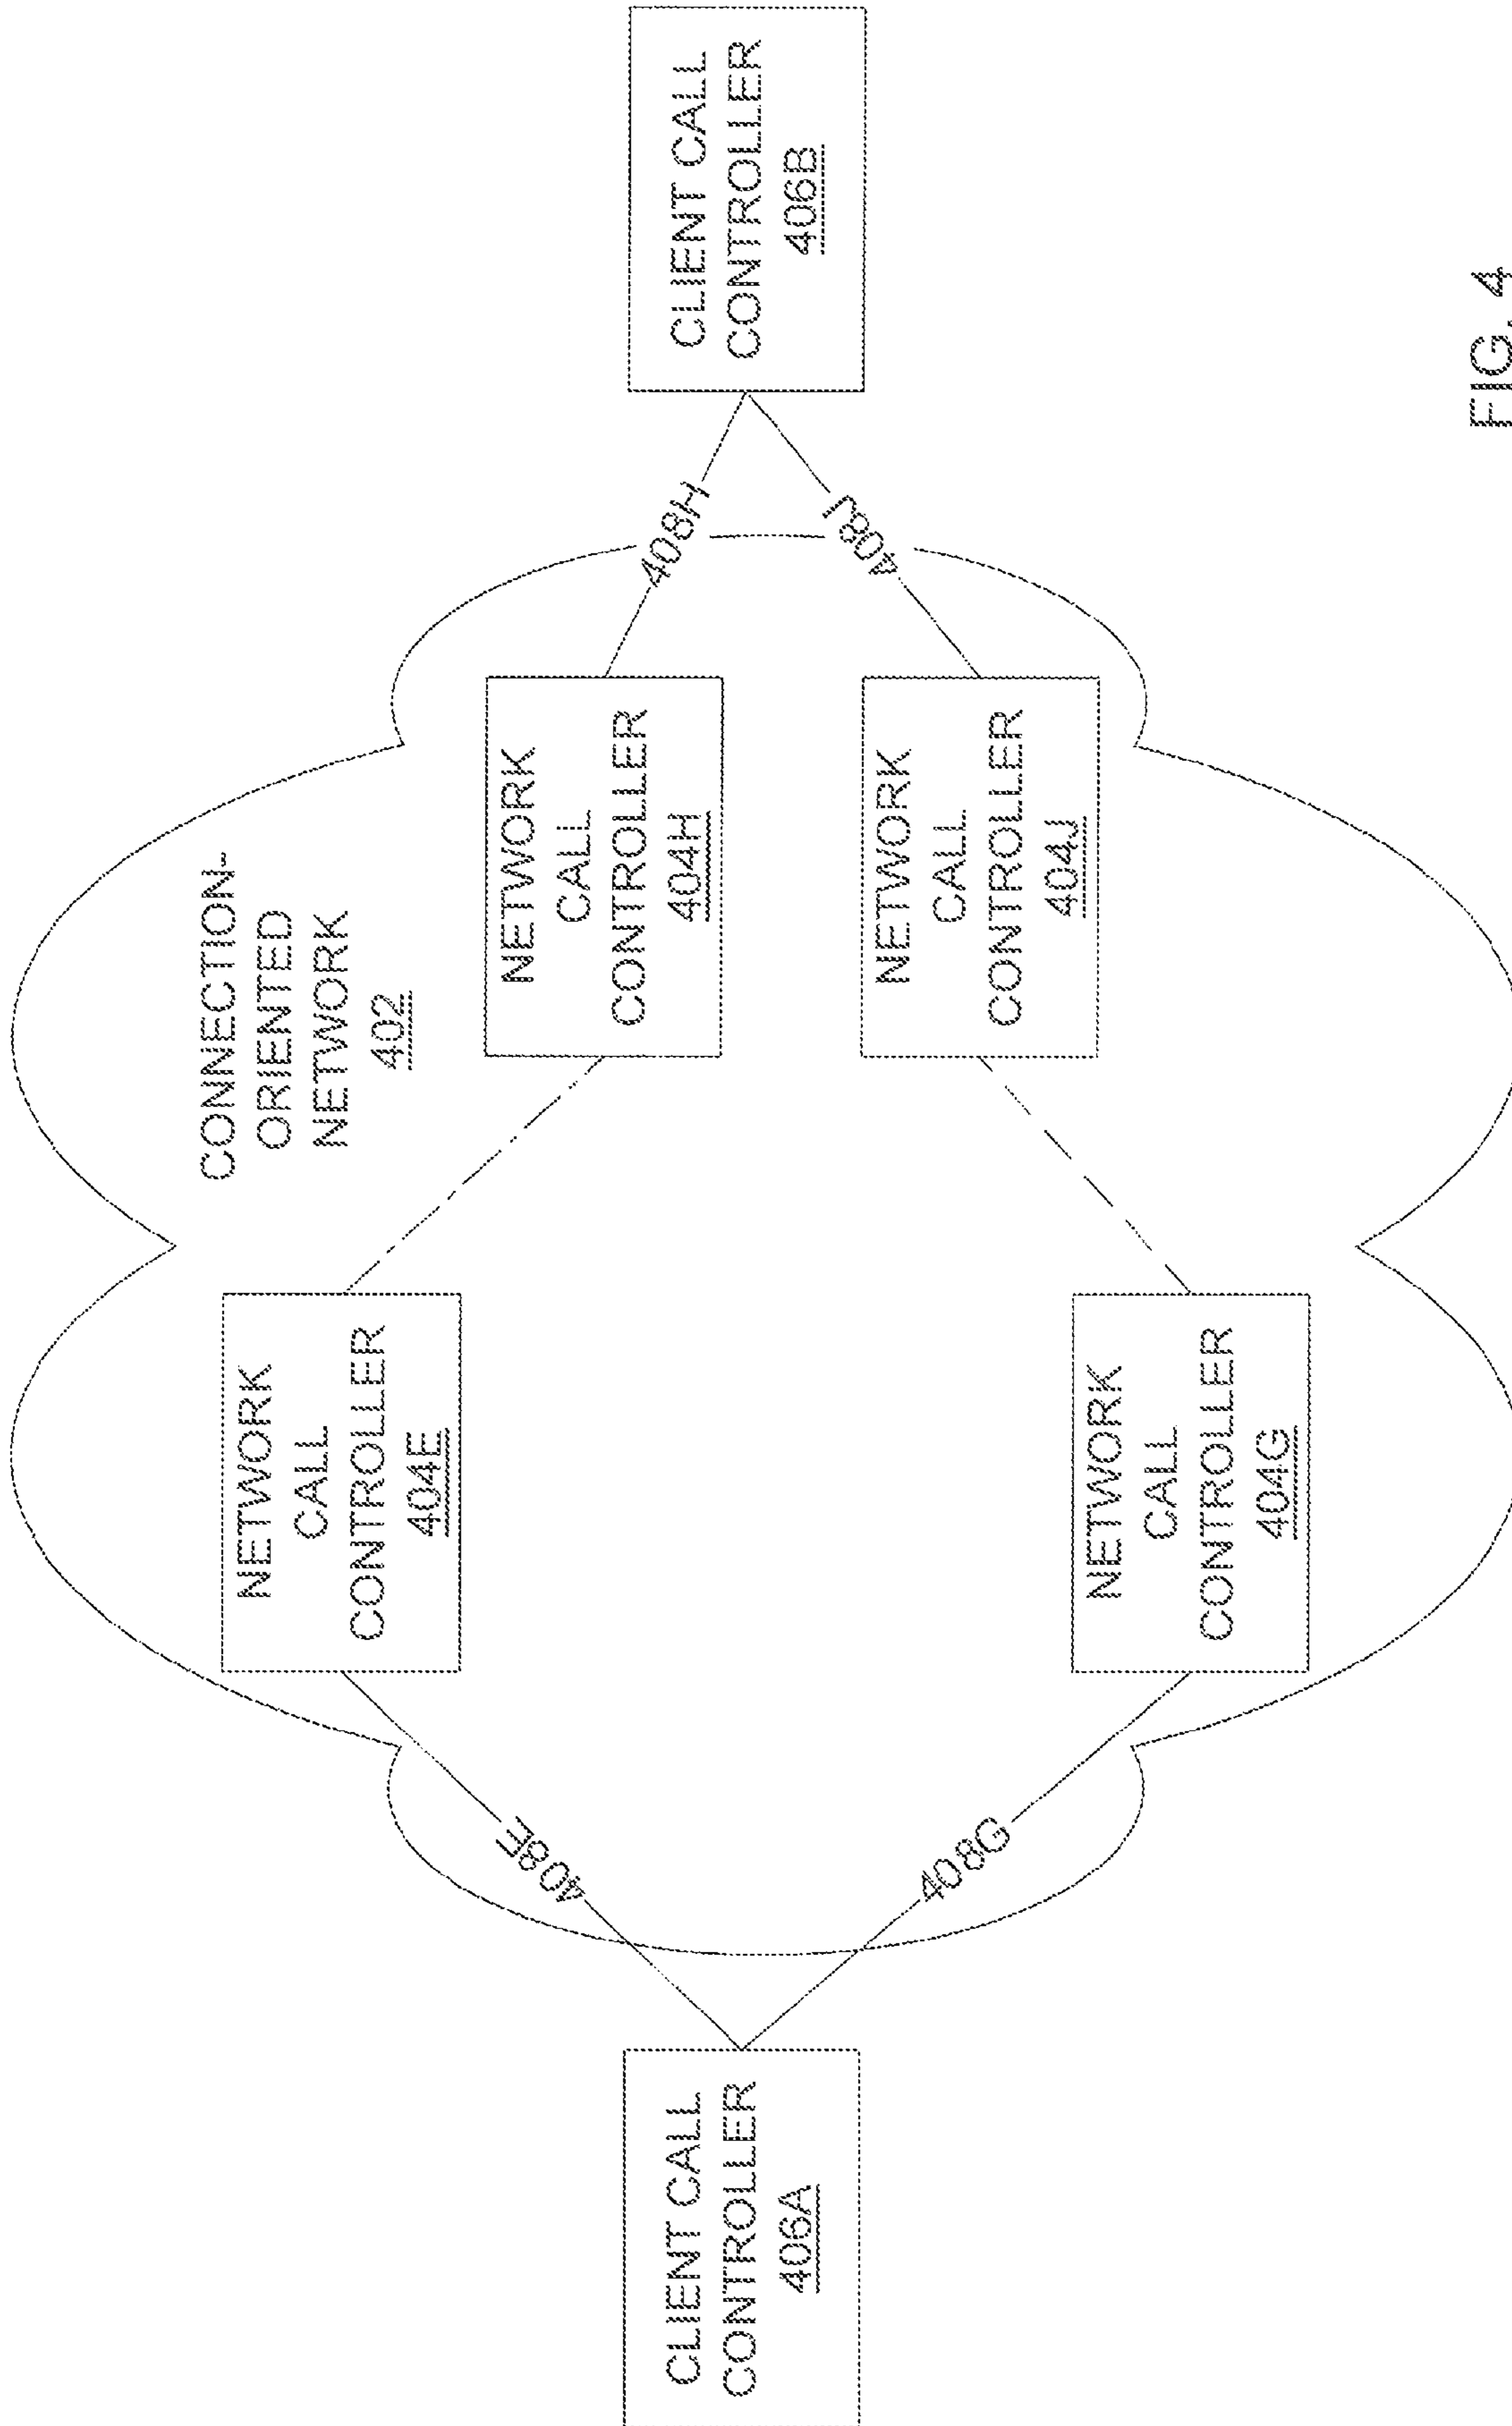 CONNECTION-
ORIENTED
NETWORK
402
NETWORK
CALL
CONTROLLER
404E
NETWORK
CALL
CONTROLLER
404H
408E
408H
CLIENT CALL
CONTROLLER
406A
CLIENT CALL
CONTROLLER
406B
408G
408J
NETWORK
CALL
CONTROLLER
404G
NETWORK
CALL
CONTROLLER
404J
FIG. 4